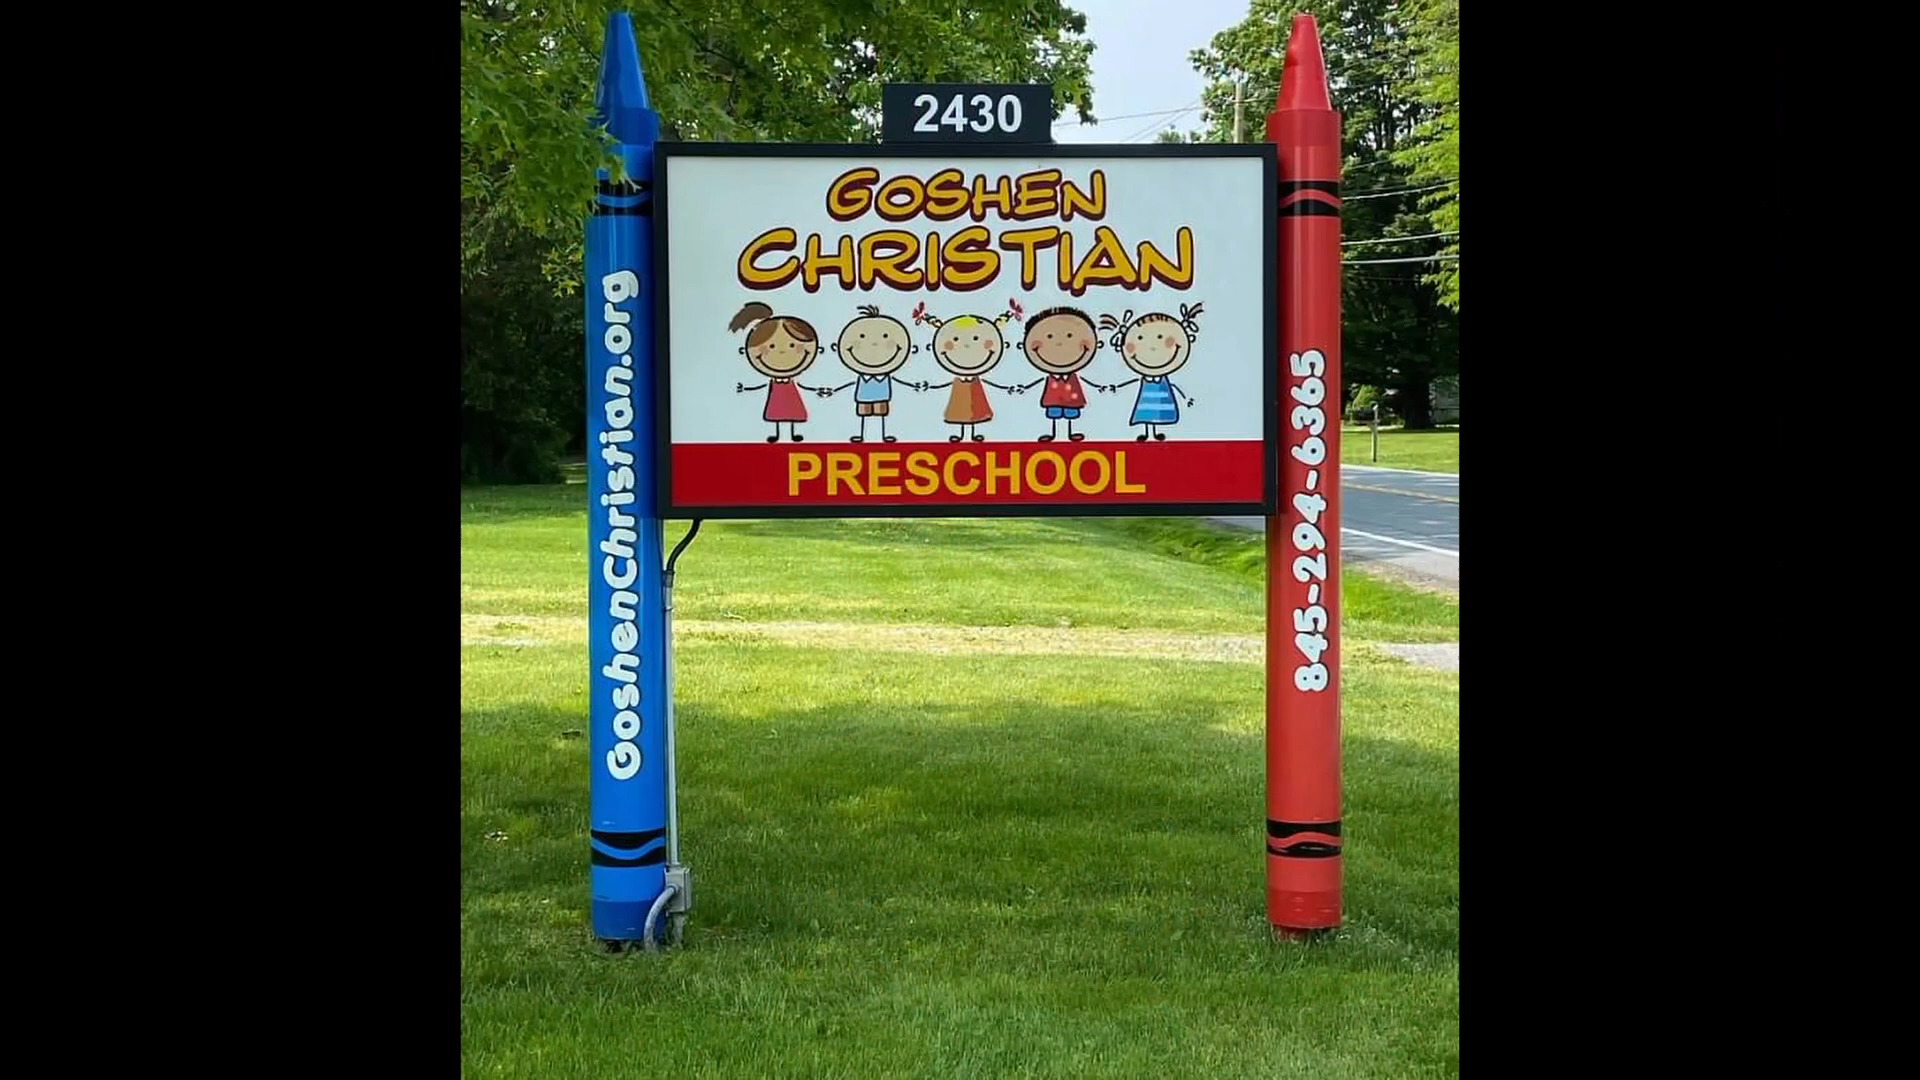 2430
GOSHEN
CHRISTIAN
PRESCHOOL
GoshenChristian.org
845-294-6365